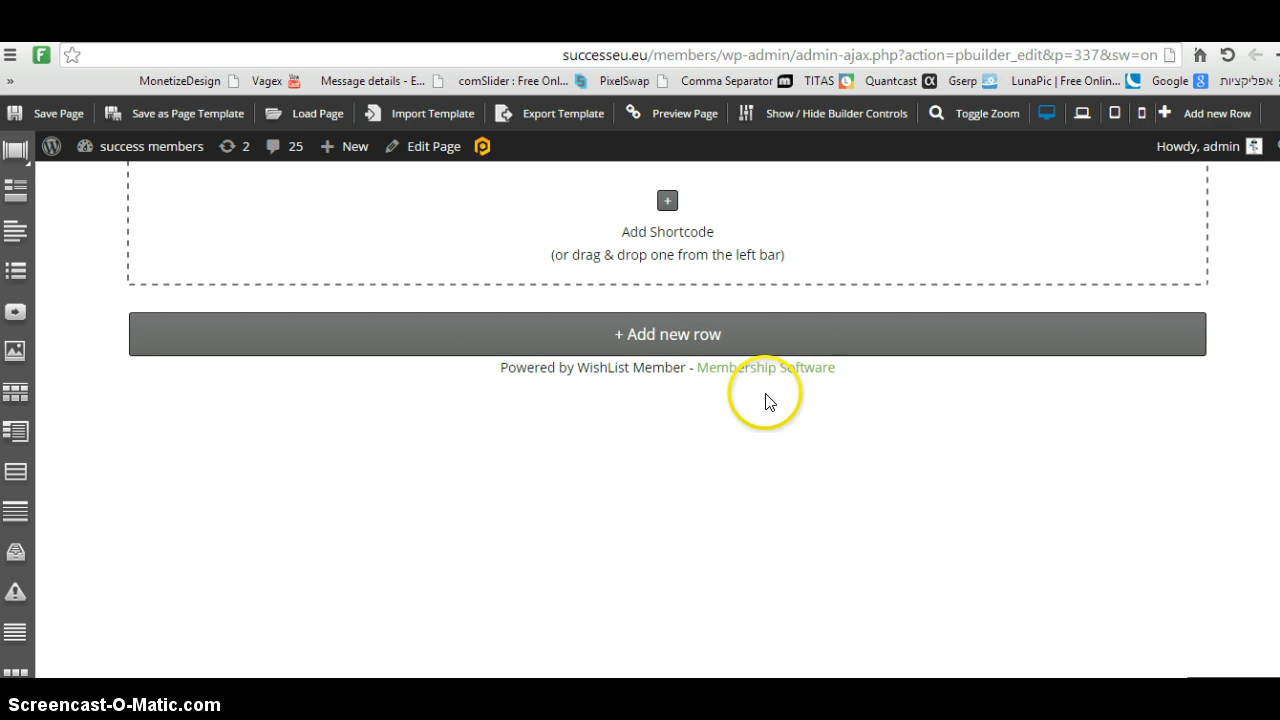 successeu.eu/members/wp-admin/admin-ajax.php?action=pbuilder_edit&p=337&sw=on
» MonetizeDesign Vagex Message details - E... comSlider : Free Onl... PixelSwap Comma Separator TITAS Quantcast Gserp LunaPic | Free Onlin... Google אפליקציות
Save Page Save as Page Template Load Page Import Template Export Template Preview Page Show / Hide Builder Controls Toggle Zoom Add new Row
success members 2 25 New Edit Page Howdy, admin
+
Add Shortcode
(or drag & drop one from the left bar)
+ Add new row
Powered by WishList Member - Membership Software
Screencast-O-Matic.com